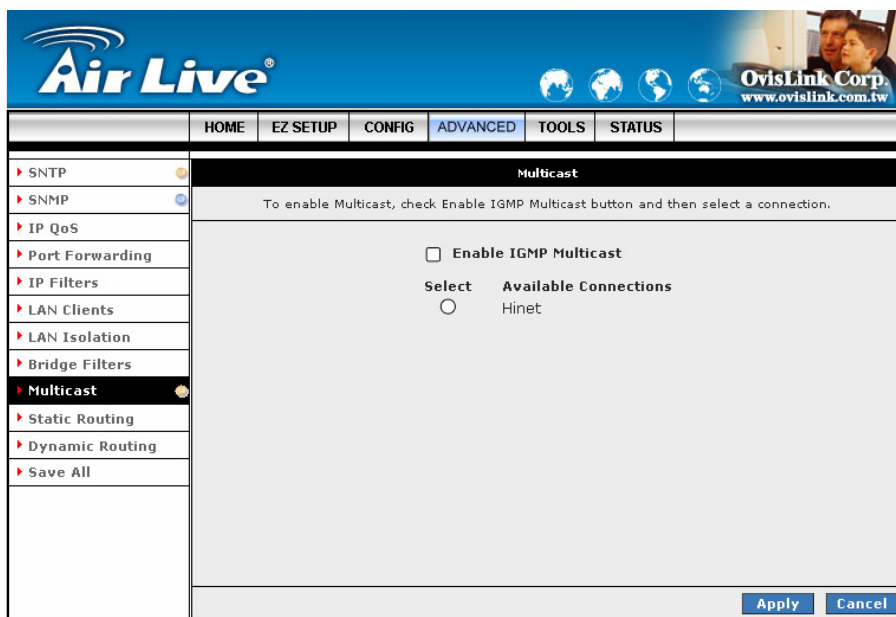 Air Live®
OvisLink Corp.
www.ovislink.com.tw
HOME EZ SETUP CONFIG ADVANCED TOOLS STATUS
SNTP
SNMP
IP QoS
Port Forwarding
IP Filters
LAN Clients
LAN Isolation
Bridge Filters
Multicast
Static Routing
Dynamic Routing
Save All
Multicast
To enable Multicast, check Enable IGMP Multicast button and then select a connection.
Enable IGMP Multicast
Select Available Connections
Hinet
Apply Cancel